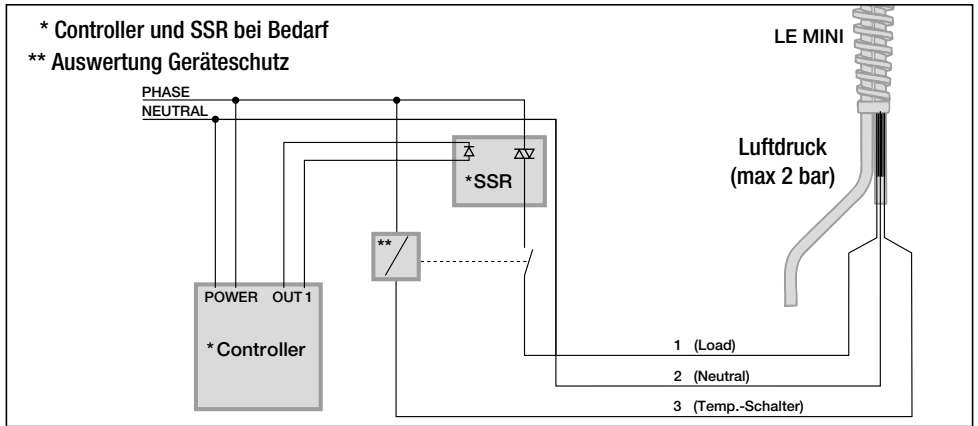 * Controller und SSR bei Bedarf
** Auswertung Geräteschutz
LE MINI
PHASE
NEUTRAL
Luftdruck
(max 2 bar)
*SSR
**
POWER OUT 1
*Controller
1 (Load)
2 (Neutral)
3 (Temp.-Schalter)